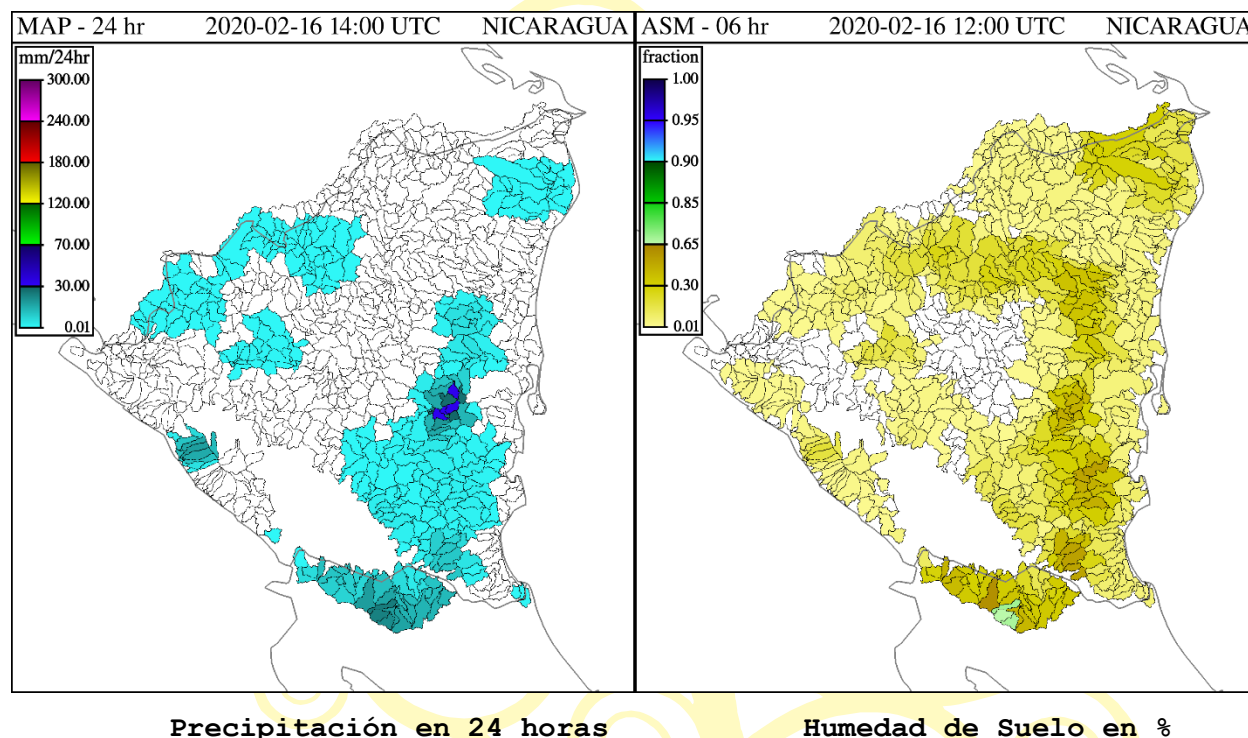 MAP - 24 hr 2020-02-16 14:00 UTC NICARAGUA
mm/24hr
300.00
240.00
180.00
120.00
70.00
30.00
0.01
ASM - 06 hr 2020-02-16 12:00 UTC NICARAGUA
fraction
1.00
0.95
0.90
0.85
0.65
0.30
0.01
Precipitación en 24 horas
Humedad de Suelo en %